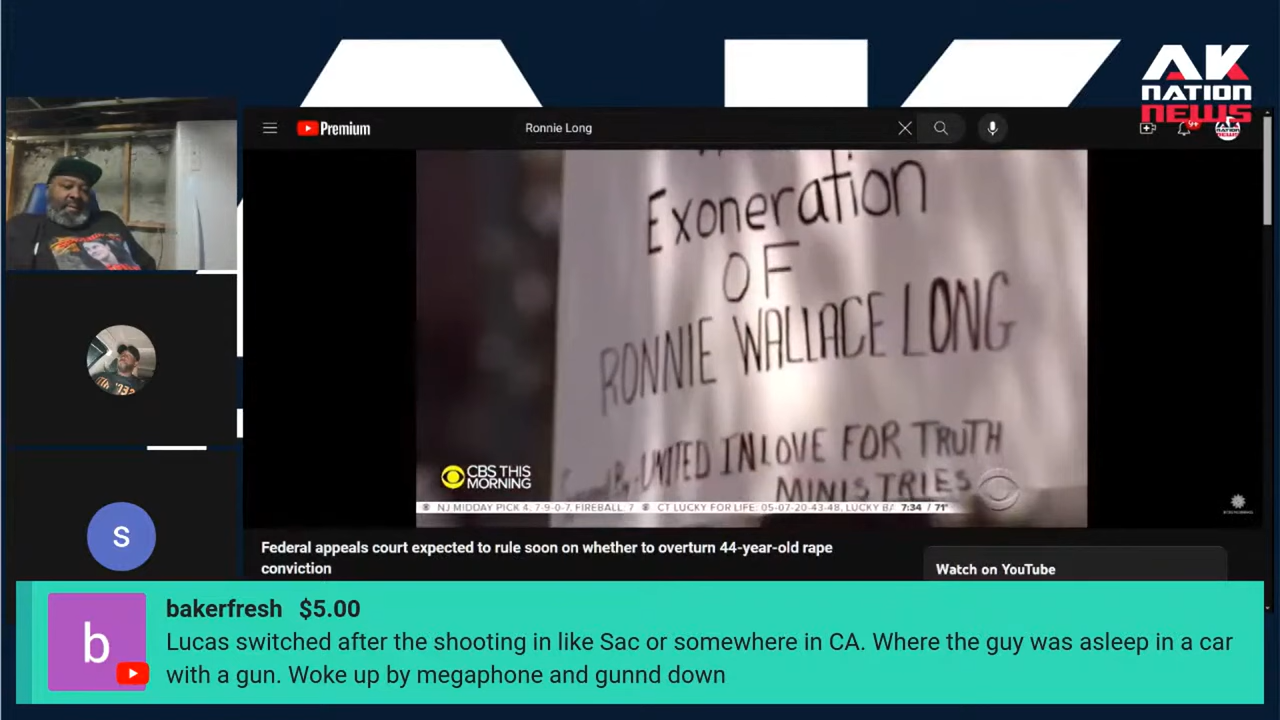 AK
NATION
NEWS
Premium
Ronnie Long
9+
Exoneration
OF
RONNIE WALLACE LONG
UNITED IN LOVE FOR TRUTH
MINISTRIES
CBS THIS
MORNING
NJ MIDDAY PICK 4, 7-9-0-7, FIREBALL, 7 CT LUCKY FOR LIFE, 05-07-20-43-48, LUCKY BA 7:34 / 71°
Federal appeals court expected to rule soon on whether to overturn 44-year-old rape
conviction
Watch on YouTube
S
b
bakerfresh $5.00
Lucas switched after the shooting in like Sac or somewhere in CA. Where the guy was asleep in a car
with a gun. Woke up by megaphone and gunnd down